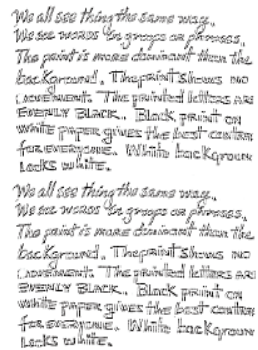 We all see thing the same way.
We see words in groups or phrases.
The print is more dominant than the
background. The print shows no
movement. The printed letters are
evenly black. Black print on
white paper gives the best contra
for everyone. White backgroun
looks white.
We all see thing the same way.
We see words in groups or phrases.
The print is more dominant than the
background. The print shows no
movement. The printed letters are
evenly black. Black print on
white paper gives the best contra
for everyone. White backgroun
looks white.